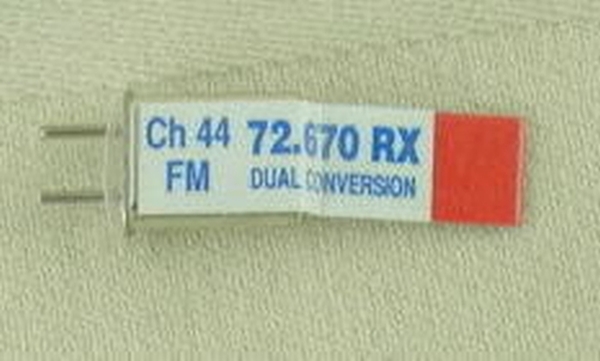 Ch 44 72.670 RX
FM DUAL CONVERSION